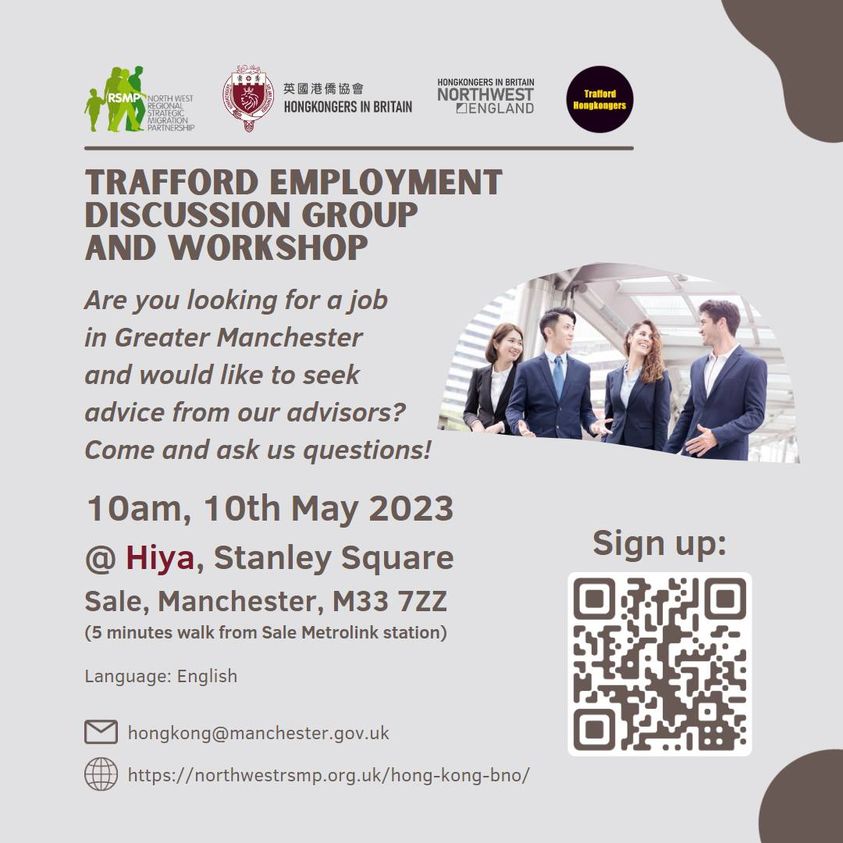 RSMP
NORTH WEST
REGIONAL
STRATEGIC
MIGRATION
PARTNERSHIP
英國港僑協會
HONGKONGERS IN BRITAIN
HONGKONGERS IN BRITAIN
NORTHWEST
ENGLAND
Trafford
Hongkongers
TRAFFORD EMPLOYMENT
DISCUSSION GROUP
AND WORKSHOP
Are you looking for a job
in Greater Manchester
and would like to seek
advice from our advisors?
Come and ask us questions!
10am, 10th May 2023
@ Hiya, Stanley Square
Sale, Manchester, M33 7ZZ
(5 minutes walk from Sale Metrolink station)
Language: English
hongkong@manchester.gov.uk
https://northwestrsmp.org.uk/hong-kong-bno/
Sign up: